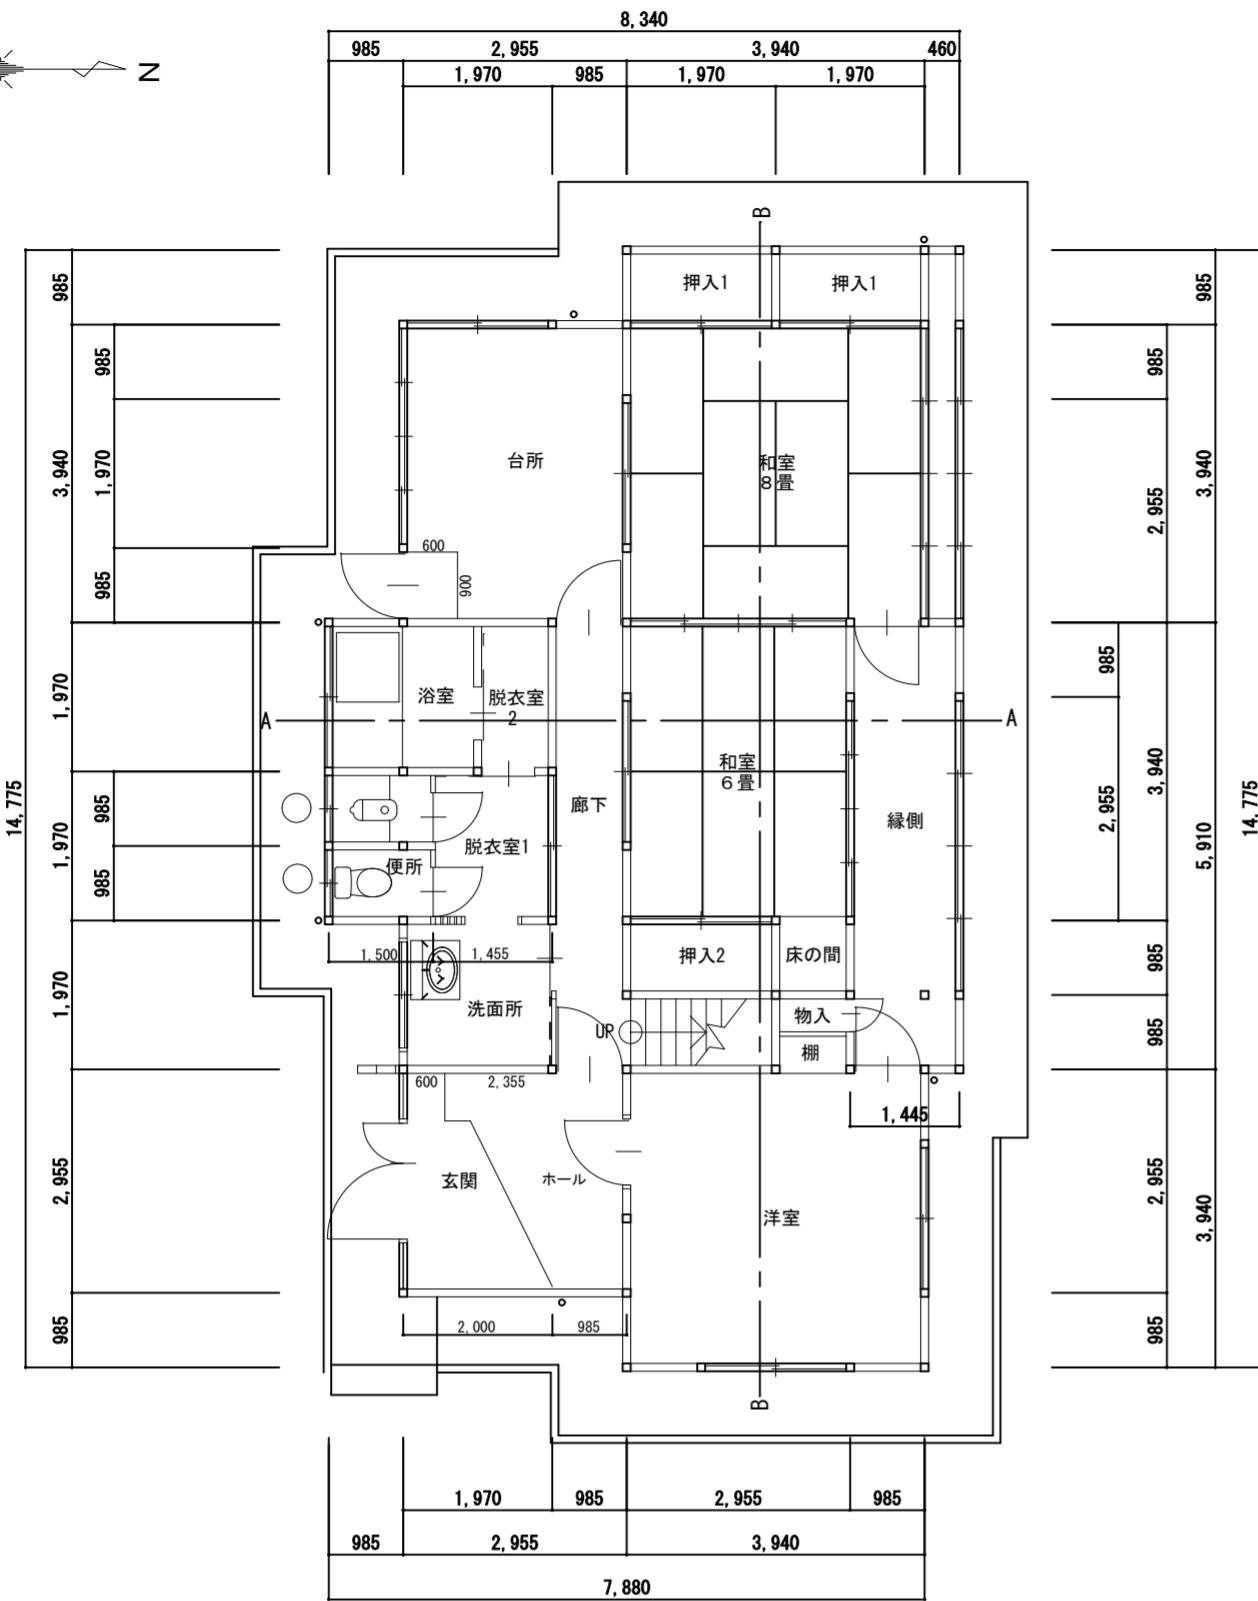 8,340
985
2,955
3,940
460
1,970
985
1,970
1,970
N
B
押入1
押入1
台所
和室
8畳
600
900
浴室
脱衣室
2
A
A
和室
6畳
廊下
縁側
脱衣室1
便所
1,500
1,455
押入2
床の間
洗面所
物入
UP
棚
600
2,355
1,445
玄関
ホール
洋室
2,000
985
B
14,775
985
3,940
1,970
1,970
1,970
2,955
985
985
1,970
985
985
985
985
2,955
985
2,955
985
985
2,955
985
985
3,940
3,940
5,910
3,940
14,775
1,970
985
2,955
985
985
2,955
3,940
7,880